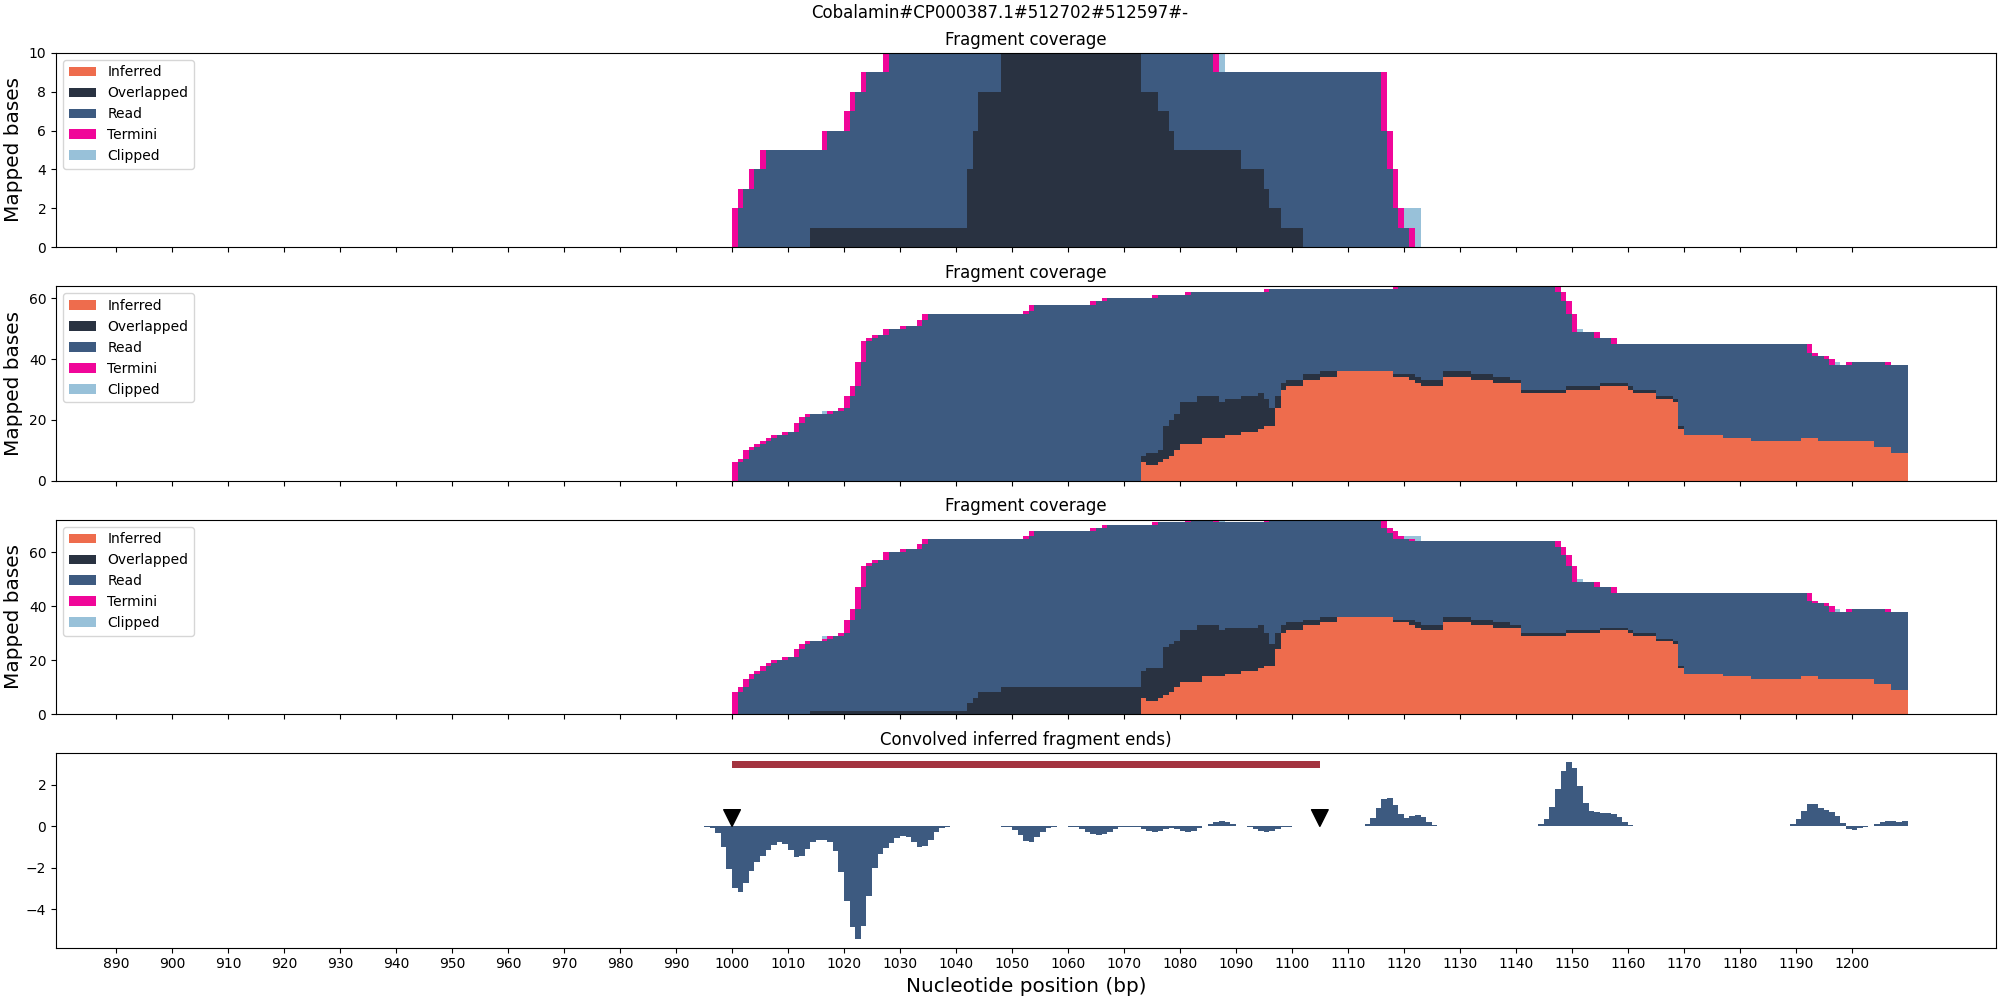 Cobalamin#CP000387.1#512702#512597#-
Fragment coverage
Mapped bases
10
8
6
4
2
0
Inferred
Overlapped
Read
Termini
Clipped
Fragment coverage
Mapped bases
60
40
20
0
Inferred
Overlapped
Read
Termini
Clipped
Fragment coverage
Mapped bases
60
40
20
0
Inferred
Overlapped
Read
Termini
Clipped
Convolved inferred fragment ends)
2
0
−2
−4
890 900 910 920 930 940 950 960 970 980 990 1000 1010 1020 1030 1040 1050 1060 1070 1080 1090 1100 1110 1120 1130 1140 1150 1160 1170 1180 1190 1200
Nucleotide position (bp)